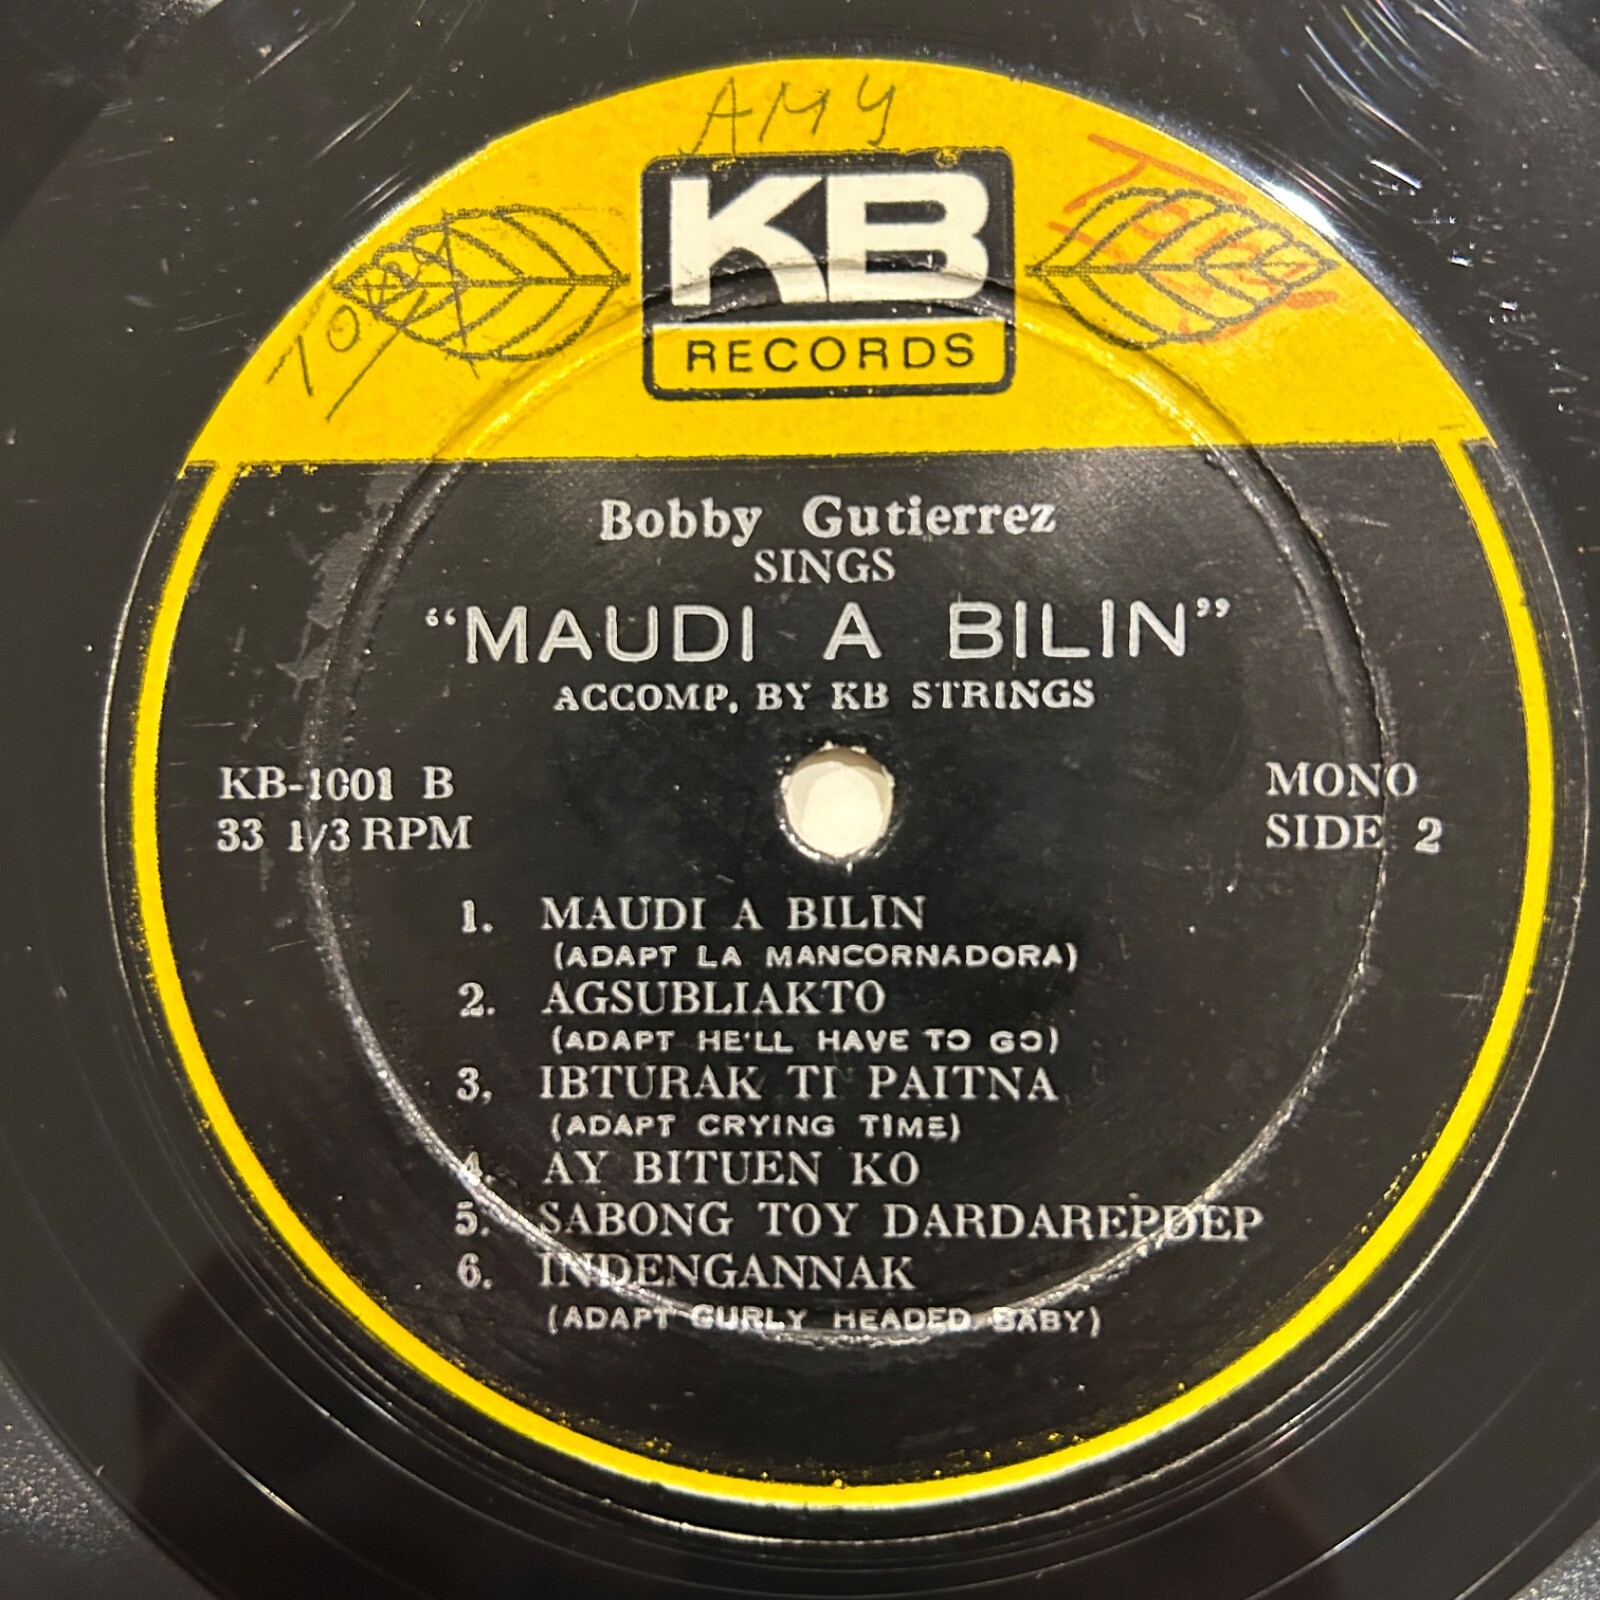 AMY
KB
RECORDS
Tommy
Bobby Gutierrez
SINGS
“MAUDI A BILIN”
ACCOMP. BY KB STRINGS
KB-1001 B
33 1/3 RPM
MONO
SIDE 2
1. MAUDI A BILIN
(ADAPT LA MANCORNADORA)
2. AGSUBLIAKTO
(ADAPT HE'LL HAVE TO GO)
3, IBTURAK TI PAITNA
(ADAPT CRYING TIME)
4. AY BITUEN KO
5. SABONG TOY DARDAREPDEP
6. INDENGANNAK
(ADAPT CURLY HEADED BABY)